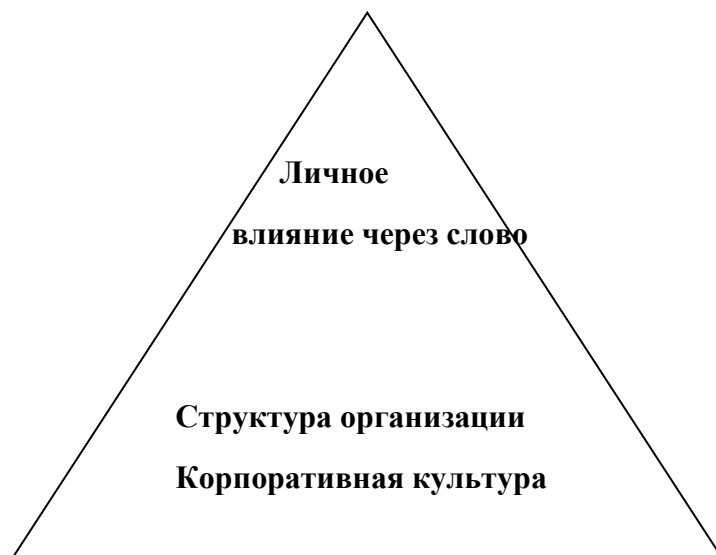 Личное
влияние через слово
Структура организации
Корпоративная культура